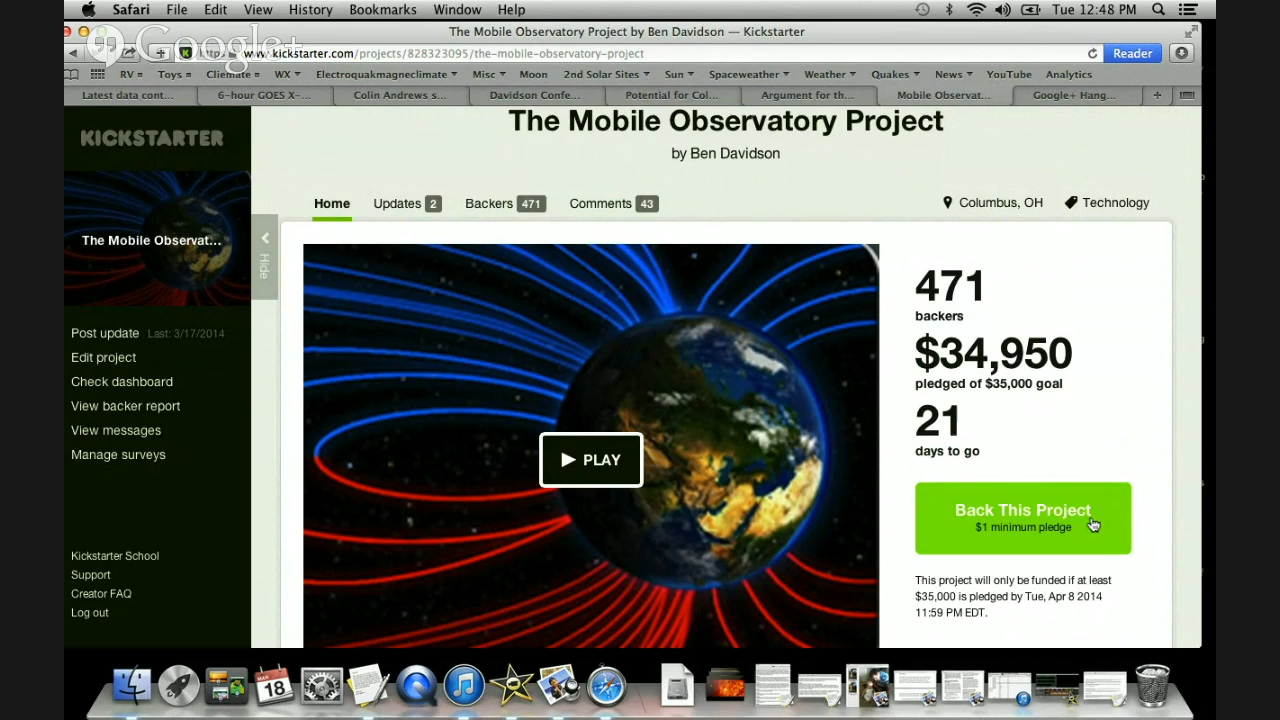 Safari File Edit View History Bookmarks Window Help Tue 12:48 PM
Google+
The Mobile Observatory Project by Ben Davidson — Kickstarter
www.kickstarter.com/projects/828323095/the-mobile-observatory-project Reader
RV Toys Cliemate WX Electroquakmagneclimate Misc Moon 2nd Solar Sites Sun Spaceweather Weather Quakes News YouTube Analytics
Latest data cont... 6-hour GOES X-... Colin Andrews s... Davidson Confe... Potential for Col... Argument for th... Mobile Observat... Google+ Hang...
KICKSTARTER
The Mobile Observatory Project
by Ben Davidson
Home Updates 2 Backers 471 Comments 43 Columbus, OH Technology
The Mobile Observat...
Hide
471
backers
$34,950
pledged of $35,000 goal
21
days to go
Post update Last: 3/17/2014
Edit project
Check dashboard
View backer report
View messages
Manage surveys
PLAY
Back This Project
$1 minimum pledge
Kickstarter School
Support
Creator FAQ
Log out
This project will only be funded if at least
$35,000 is pledged by Tue, Apr 8 2014
11:59 PM EDT.
MAR
18